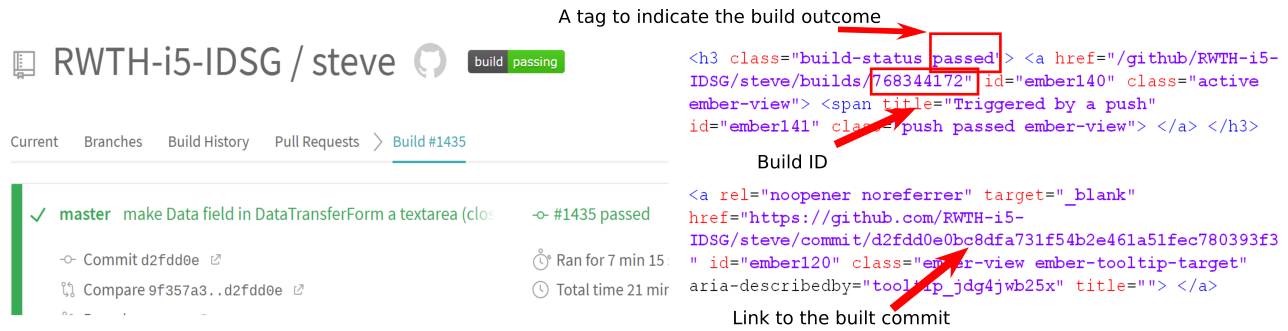 RWTH-i5-IDSG / steve
build passing
Current Branches Build History Pull Requests Build #1435
master make Data field in DataTransferForm a textarea (clos
#1435 passed
Commit d2fdd0e
Ran for 7 min 15
Compare 9f357a3..d2fdd0e
Total time 21 min
A tag to indicate the build outcome
<h3 class="build-status passed"> <a href="/github/RWTH-i5-
IDSG/steve/builds/768344172" id="ember140" class="active
ember-view"> <span title="Triggered by a push"
id="ember141" class="push passed ember-view"> </a> </h3>
Build ID
<a rel="noopener noreferrer" target="_blank"
href="https://github.com/RWTH-i5-
IDSG/steve/commit/d2fdd0e0bc8dfa731f54b2e461a51fec780393f3
" id="ember120" class="ember-view ember-tooltip-target"
aria-describedby="tooltip_jdg4jwb25x" title=""> </a>
Link to the built commit